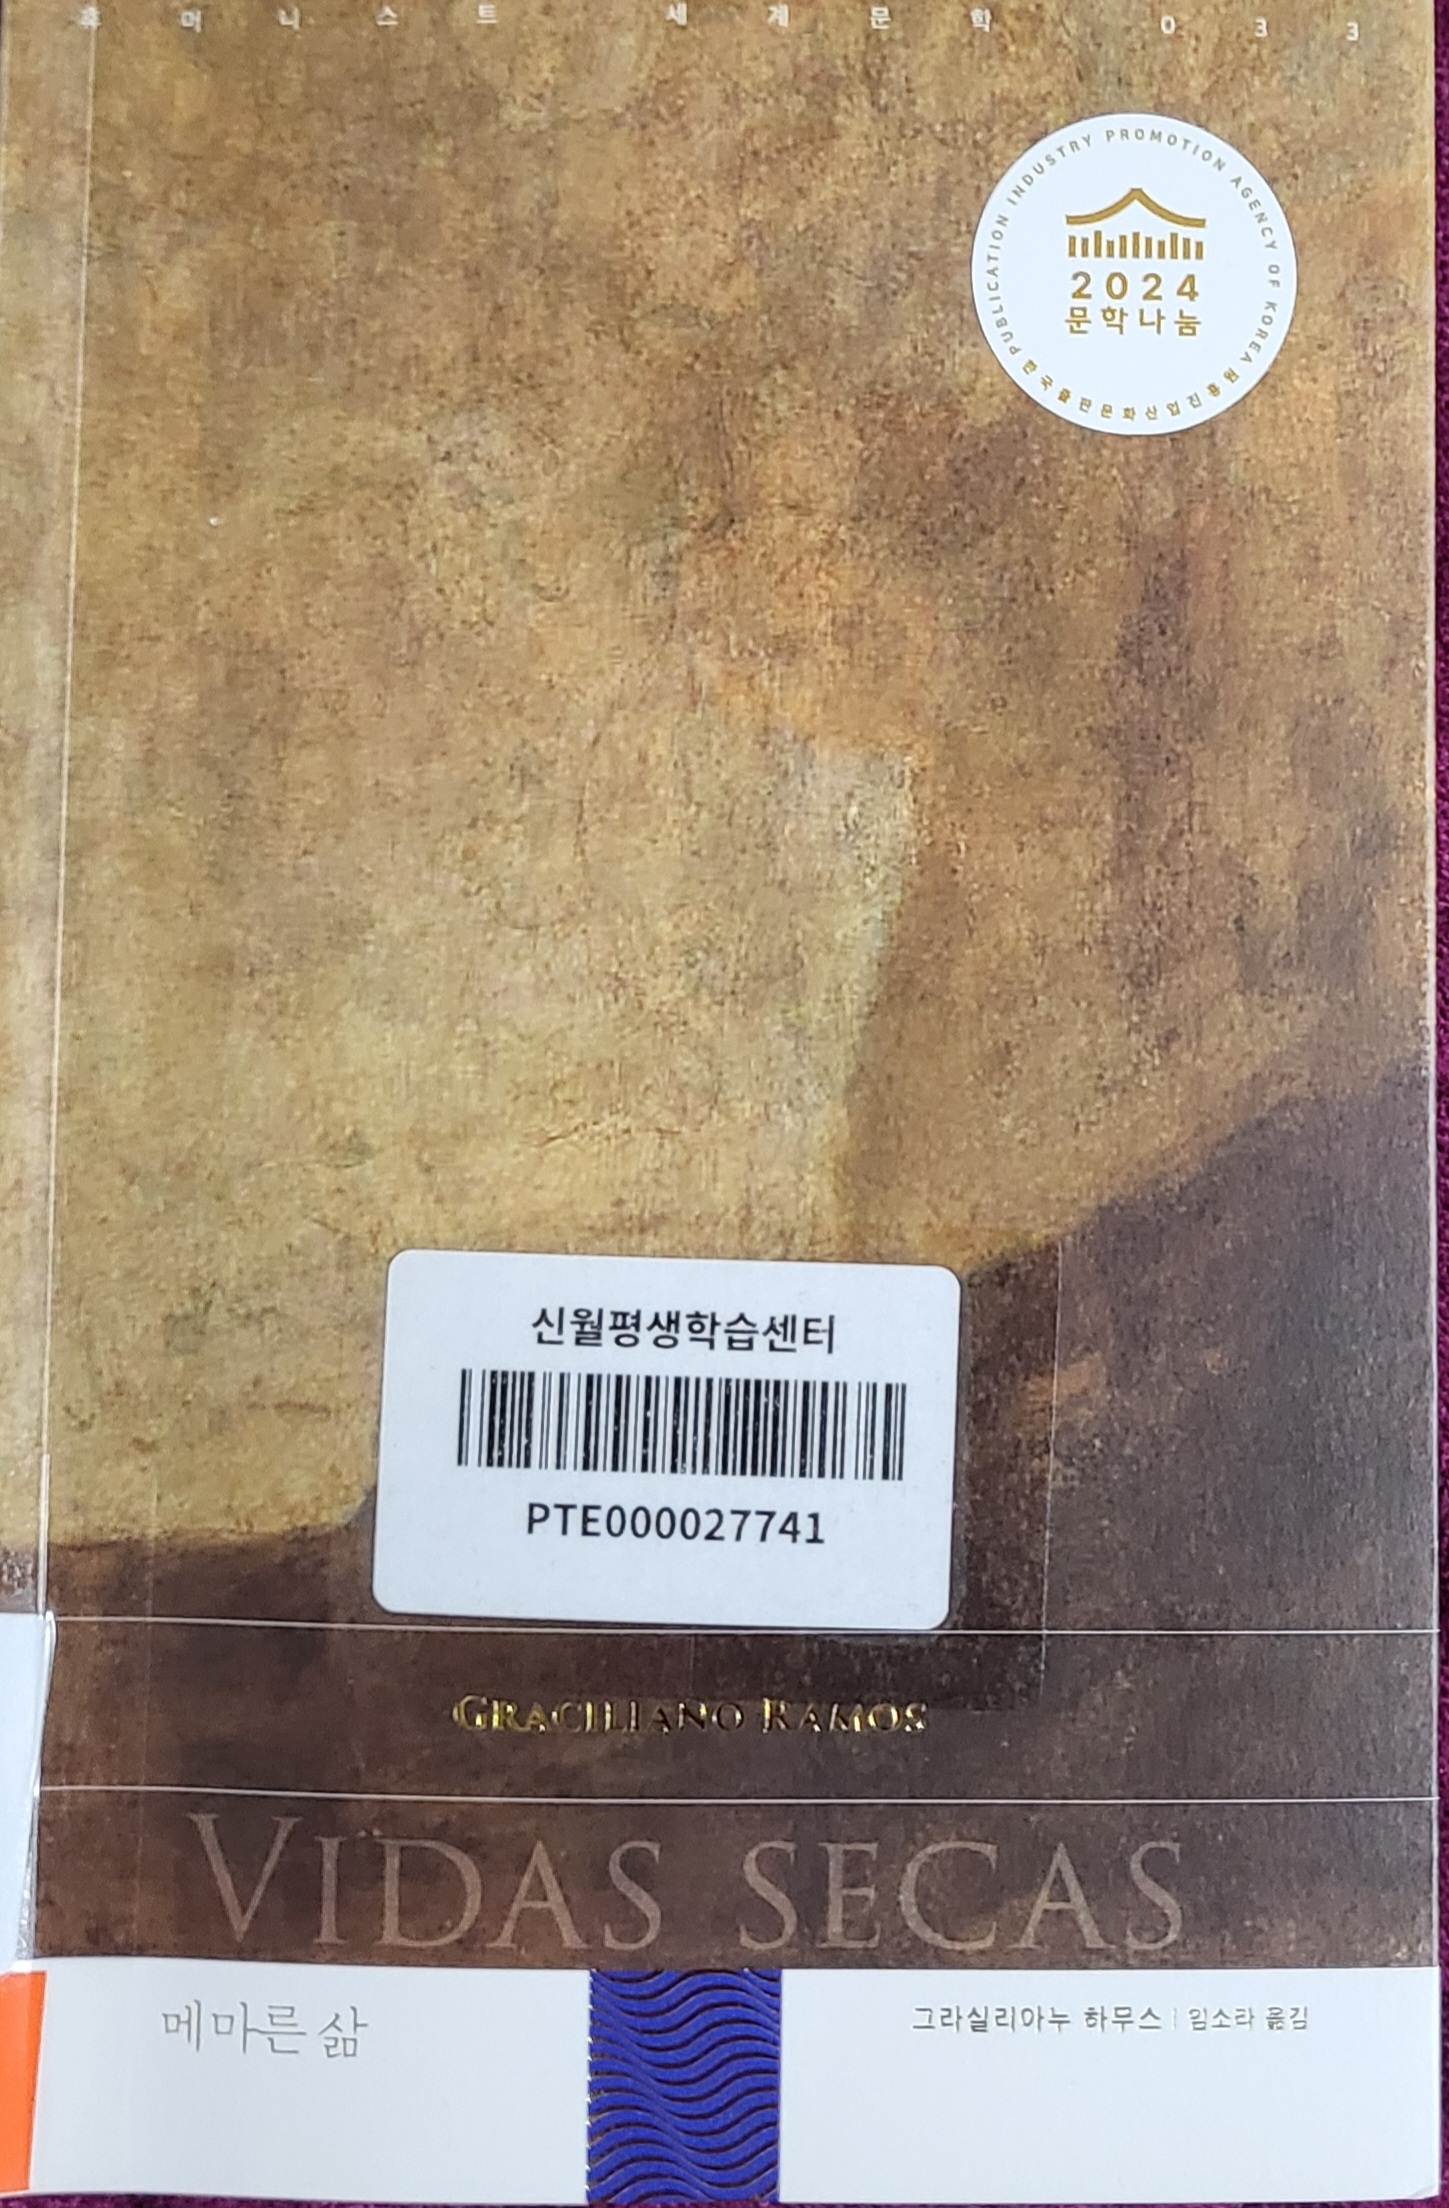 휴머니스트 세계문학 033
PUBLICATION INDUSTRY PROMOTION AGENCY OF KOREA
2024
문학나눔
한국출판문화산업진흥원
신월평생학습센터
PTE000027741
GRACILIANO RAMOS
VIDAS SECAS
메마른 삶
그라실리아누 하무스 | 임소라 옮김